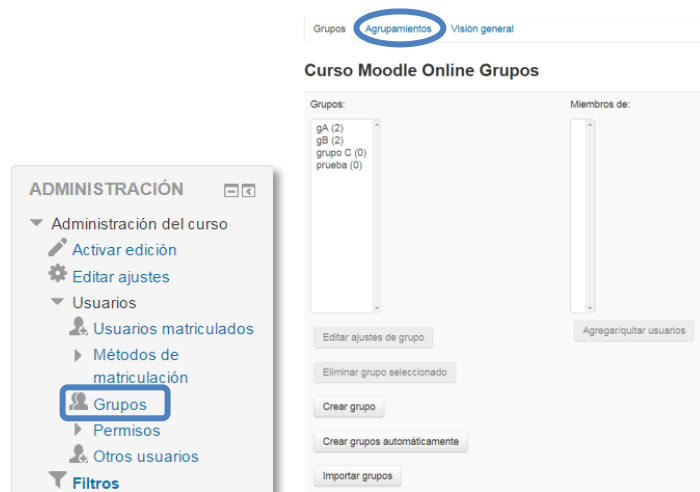 Grupos Agrupamientos Visión general
Curso Moodle Online Grupos
Grupos:
Miembros de:
gA (2)
gB (2)
grupo C (0)
prueba (0)
Editar ajustes de grupo
Agregar/quitar usuarios
Eliminar grupo seleccionado
Crear grupo
Crear grupos automáticamente
Importar grupos
ADMINISTRACIÓN
Administración del curso
Activar edición
Editar ajustes
Usuarios
Usuarios matriculados
Métodos de
matriculación
Grupos
Permisos
Otros usuarios
Filtros